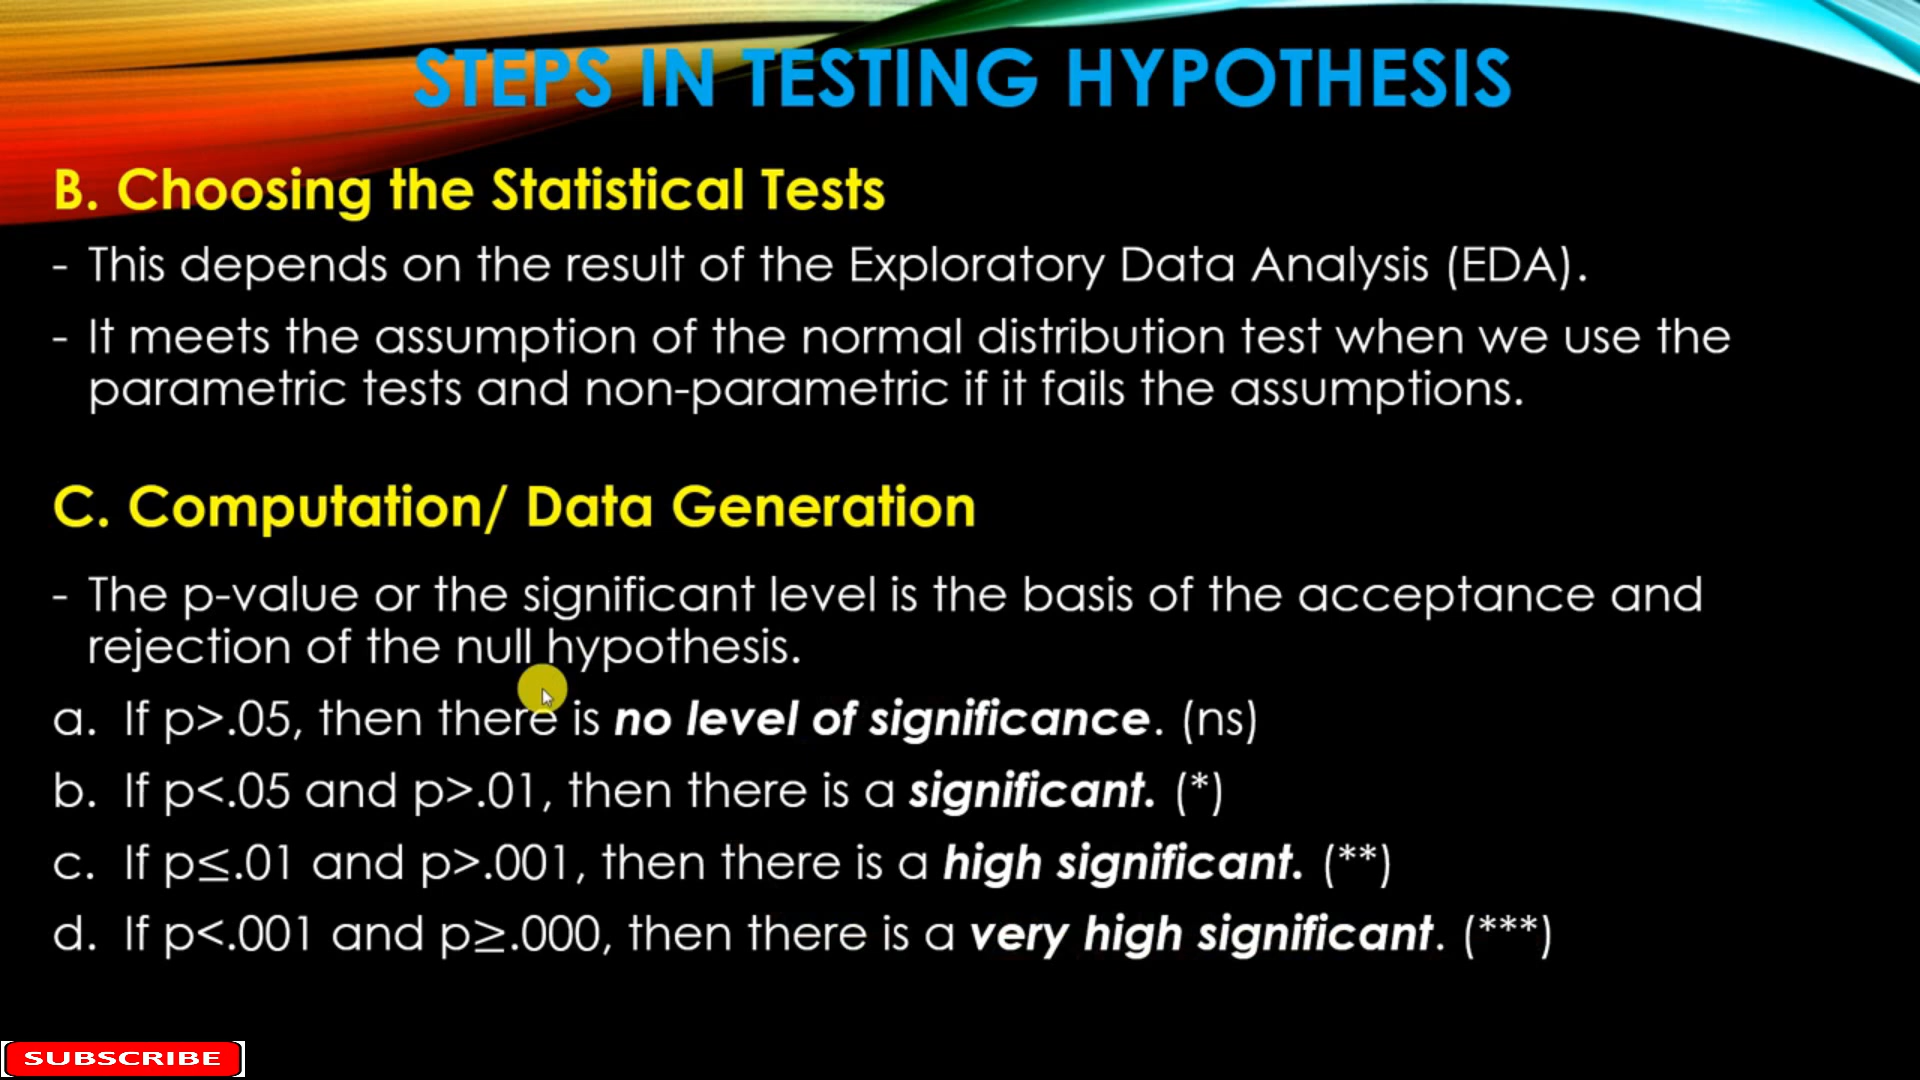 STEPS IN TESTING HYPOTHESIS
B. Choosing the Statistical Tests
- This depends on the result of the Exploratory Data Analysis (EDA).
- It meets the assumption of the normal distribution test when we use the
parametric tests and non-parametric if it fails the assumptions.
C. Computation/ Data Generation
- The p-value or the significant level is the basis of the acceptance and
rejection of the null hypothesis.
a. If p>.05, then there is no level of significance. (ns)
b. If p<.05 and p>.01, then there is a significant. (*)
c. If p≤.01 and p>.001, then there is a high significant. (**)
d. If p<.001 and p≥.000, then there is a very high significant. (***)
SUBSCRIBE